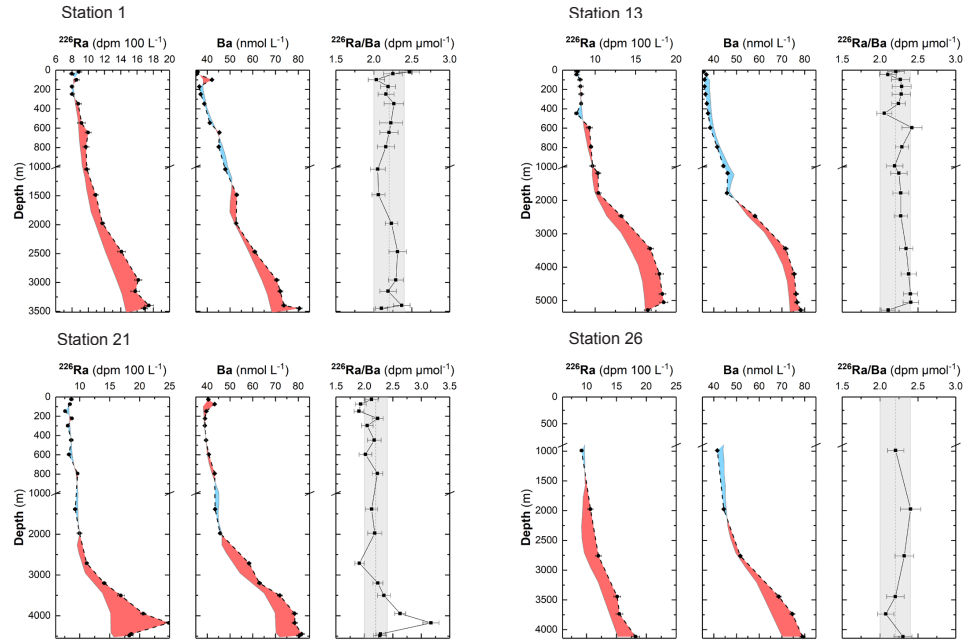 Station 1
Station 13
²²⁶Ra (dpm 100 L⁻¹) Ba (nmol L⁻¹) ²²⁶Ra/Ba (dpm µmol⁻¹)
6 8 10 12 14 16 18 20 40 50 60 70 80 1.0 1.5 2.0 2.5 3.0
²²⁶Ra (dpm 100 L⁻¹) Ba (nmol L⁻¹) ²²⁶Ra/Ba (dpm µmol⁻¹)
10 15 20 40 50 60 70 80 1.5 2.0 2.5 3.0
Depth (m)
0
200
400
600
800
1000
1500
2000
2500
3000
3500
Depth (m)
0
200
400
600
800
1000
2000
3000
4000
5000
Station 21
Station 26
²²⁶Ra (dpm 100 L⁻¹) Ba (nmol L⁻¹) ²²⁶Ra/Ba (dpm µmol⁻¹)
10 15 20 25 40 50 60 70 80 1.5 2.0 2.5 3.0 3.5
²²⁶Ra (dpm 100 L⁻¹) Ba (nmol L⁻¹) ²²⁶Ra/Ba (dpm µmol⁻¹)
10 15 20 25 40 50 60 70 80 1.5 2.0 2.5 3.0
Depth (m)
0
200
400
600
800
1000
2000
3000
4000
Depth (m)
0
500
1000
1500
2000
2500
3000
3500
4000